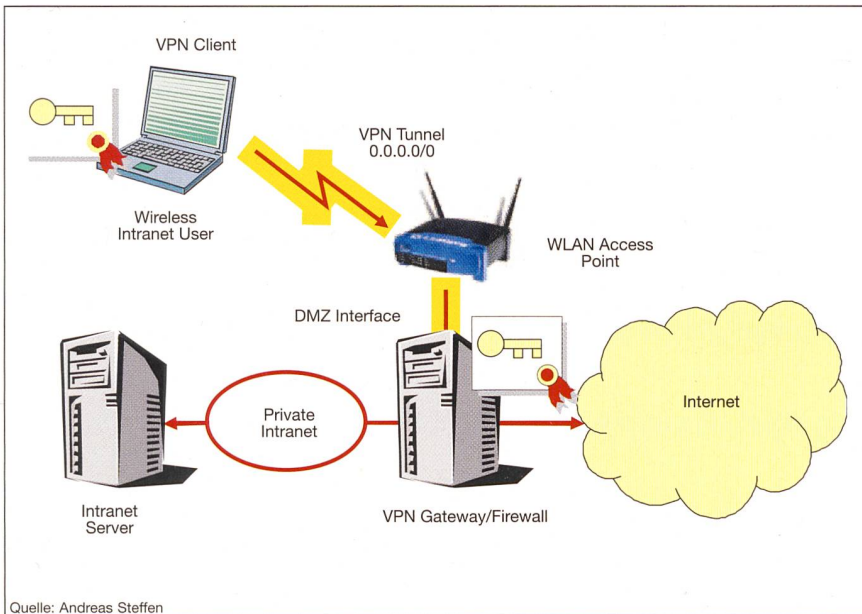 VPN Client
VPN Tunnel
0.0.0.0/0
Wireless
Intranet User
WLAN Access
Point
DMZ Interface
Private
Intranet
Internet
Intranet
Server
VPN Gateway/Firewall
Quelle: Andreas Steffen